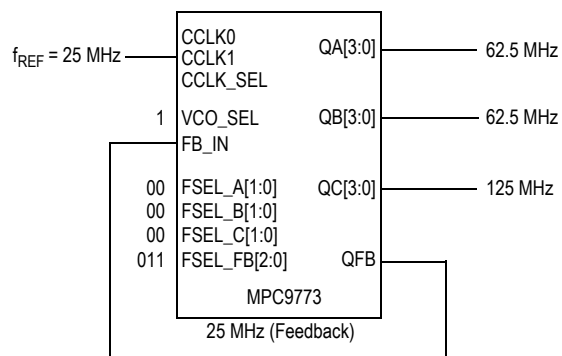 CCLK0
f_REF = 25 MHz CCLK1 QA[3:0] 62.5 MHz
CCLK_SEL
1 VCO_SEL QB[3:0] 62.5 MHz
FB_IN
00 FSEL_A[1:0] QC[3:0] 125 MHz
00 FSEL_B[1:0]
00 FSEL_C[1:0]
011 FSEL_FB[2:0] QFB
MPC9773
25 MHz (Feedback)